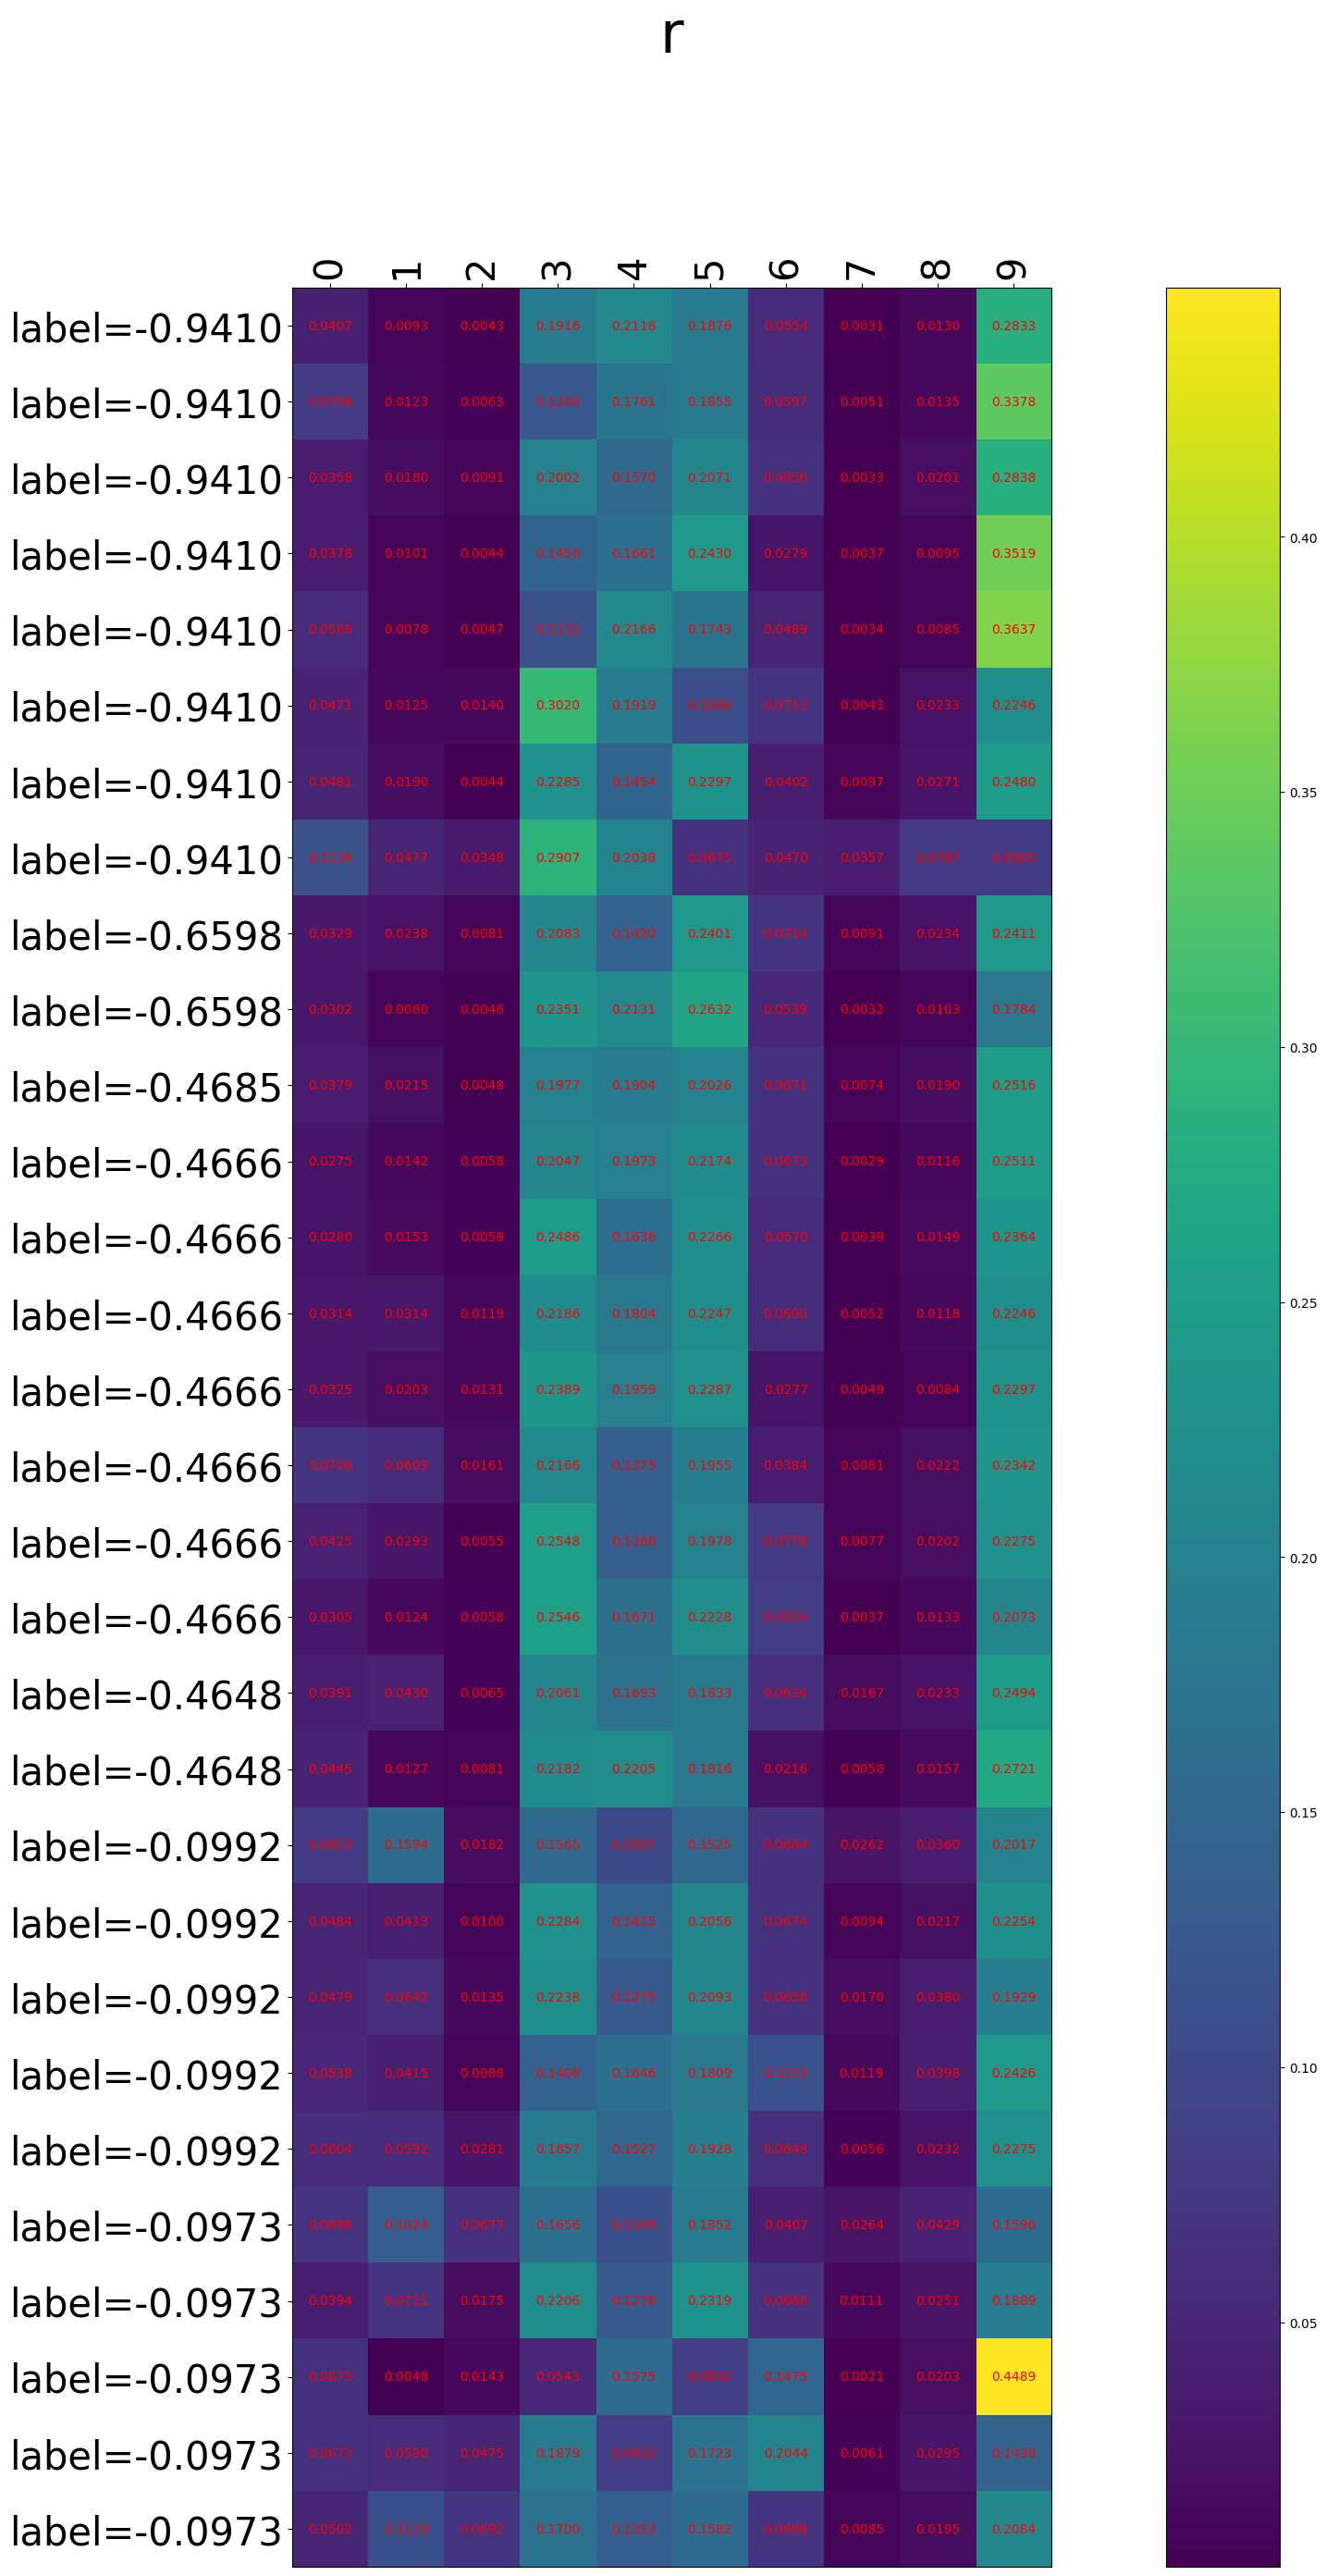 r
0 1 2 3 4 5 6 7 8 9
label=-0.9410 0.0407 0.0093 0.0043 0.1916 0.2118 0.1876 0.0554 0.0031 0.0130 0.2833
label=-0.9410 0.0798 0.0123 0.0063 0.1761 0.1855 0.0597 0.0051 0.0135 0.3378
label=-0.9410 0.0358 0.0180 0.0091 0.2002 0.1570 0.2071 0.0656 0.0033 0.0201 0.2838
label=-0.9410 0.0378 0.0101 0.0044 0.1456 0.1661 0.2430 0.0279 0.0037 0.0095 0.3519
label=-0.9410 0.0588 0.0078 0.0047 0.1132 0.2166 0.1743 0.0489 0.0034 0.0085 0.3637
0.40
label=-0.9410 0.0471 0.0125 0.0140 0.3020 0.1919 0.1090 0.0713 0.0043 0.0233 0.2246
label=-0.9410 0.0481 0.0190 0.0044 0.2285 0.1454 0.2297 0.0402 0.0097 0.0271 0.2480
0.35
label=-0.9410 0.1136 0.0477 0.0348 0.2907 0.2038 0.0675 0.0470 0.0357 0.0787 0.0805
label=-0.6598 0.0329 0.0238 0.0081 0.2083 0.1420 0.2401 0.0714 0.0091 0.0234 0.2411
label=-0.6598 0.0302 0.0080 0.0046 0.2351 0.2131 0.2632 0.0539 0.0032 0.0103 0.1784
0.30
label=-0.4685 0.0379 0.0215 0.0048 0.1977 0.1904 0.2026 0.0671 0.0074 0.0190 0.2516
label=-0.4666 0.0275 0.0142 0.0058 0.2047 0.1973 0.2174 0.0673 0.0029 0.0116 0.2511
label=-0.4666 0.0280 0.0153 0.0058 0.2486 0.1636 0.2266 0.0570 0.0039 0.0149 0.2364
0.25
label=-0.4666 0.0314 0.0314 0.0119 0.2186 0.1804 0.2247 0.0600 0.0052 0.0118 0.2246
label=-0.4666 0.0325 0.0203 0.0131 0.2389 0.1959 0.2287 0.0277 0.0049 0.0084 0.2297
label=-0.4666 0.0706 0.0609 0.0161 0.2166 0.1375 0.1955 0.0384 0.0081 0.0222 0.2342
label=-0.4666 0.0425 0.0293 0.0055 0.2548 0.1368 0.1978 0.0778 0.0077 0.0202 0.2275
0.20
label=-0.4666 0.0305 0.0124 0.0058 0.2546 0.1671 0.2228 0.0824 0.0037 0.0133 0.2073
label=-0.4648 0.0391 0.0430 0.0065 0.2061 0.1693 0.1833 0.0634 0.0167 0.0233 0.2494
label=-0.4648 0.0445 0.0127 0.0081 0.2182 0.2205 0.1816 0.0216 0.0050 0.0157 0.2721
0.15
label=-0.0992 0.0823 0.1594 0.0182 0.1565 0.1007 0.1525 0.0664 0.0262 0.0360 0.2017
label=-0.0992 0.0484 0.0413 0.0100 0.2284 0.1425 0.2056 0.0674 0.0094 0.0217 0.2254
label=-0.0992 0.0479 0.0642 0.0135 0.2238 0.1275 0.2093 0.0658 0.0170 0.0380 0.1929
label=-0.0992 0.0538 0.0415 0.0088 0.1406 0.1646 0.1809 0.1153 0.0119 0.0398 0.2426
0.10
label=-0.0992 0.0604 0.0592 0.0281 0.1857 0.1527 0.1928 0.0648 0.0056 0.0232 0.2275
label=-0.0973 0.0686 0.1324 0.0677 0.1656 0.1109 0.1852 0.0407 0.0264 0.0429 0.1596
label=-0.0973 0.0394 0.0711 0.0175 0.2206 0.1276 0.2319 0.0668 0.0111 0.0251 0.1889
0.05
label=-0.0973 0.0673 0.0048 0.0143 0.0543 0.1575 0.1475 0.0021 0.0203 0.4489
label=-0.0973 0.0673 0.0580 0.0475 0.1879 0.0832 0.1723 0.2044 0.0061 0.0295 0.1438
label=-0.0973 0.0502 0.1119 0.0692 0.1700 0.1353 0.1582 0.0688 0.0085 0.0195 0.2084